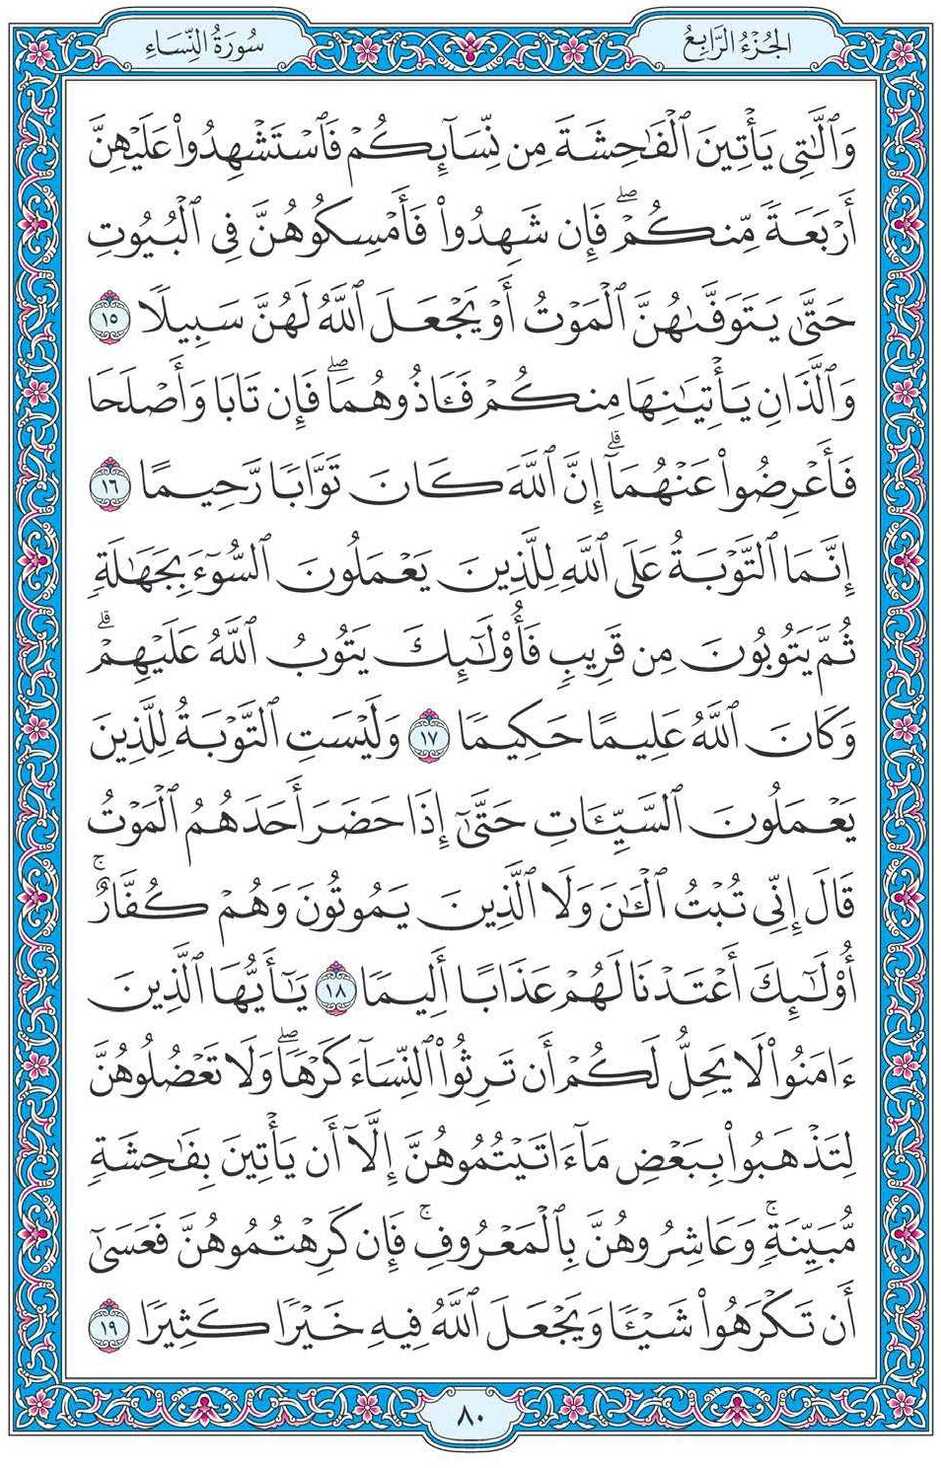 الجُزْءُ الرَّابِعُ
سُورَةُ النِّسَاءِ
وَٱلَّٰتِي يَأۡتِينَ ٱلۡفَٰحِشَةَ مِن نِّسَآئِكُمۡ فَٱسۡتَشۡهِدُواْ عَلَيۡهِنَّ
أَرۡبَعَةٗ مِّنكُمۡۖ فَإِن شَهِدُواْ فَأَمۡسِكُوهُنَّ فِي ٱلۡبُيُوتِ
حَتَّىٰ يَتَوَفَّىٰهُنَّ ٱلۡمَوۡتُ أَوۡ يَجۡعَلَ ٱللَّهُ لَهُنَّ سَبِيلٗا ١٥
وَٱلَّذَانِ يَأۡتِيَٰنِهَا مِنكُمۡ فَـَٔاذُوهُمَاۖ فَإِن تَابَا وَأَصۡلَحَا
فَأَعۡرِضُواْ عَنۡهُمَآۗ إِنَّ ٱللَّهَ كَانَ تَوَّابٗا رَّحِيمًا ١٦
إِنَّمَا ٱلتَّوۡبَةُ عَلَى ٱللَّهِ لِلَّذِينَ يَعۡمَلُونَ ٱلسُّوٓءَ بِجَهَٰلَةٖ
ثُمَّ يَتُوبُونَ مِن قَرِيبٖ فَأُوْلَٰٓئِكَ يَتُوبُ ٱللَّهُ عَلَيۡهِمۡۗ
وَكَانَ ٱللَّهُ عَلِيمًا حَكِيمٗا ١٧ وَلَيۡسَتِ ٱلتَّوۡبَةُ لِلَّذِينَ
يَعۡمَلُونَ ٱلسَّيِّـَٔاتِ حَتَّىٰٓ إِذَا حَضَرَ أَحَدَهُمُ ٱلۡمَوۡتُ
قَالَ إِنِّي تُبۡتُ ٱلۡـَٰٔنَ وَلَا ٱلَّذِينَ يَمُوتُونَ وَهُمۡ كُفَّارٌۚ
أُوْلَٰٓئِكَ أَعۡتَدۡنَا لَهُمۡ عَذَابًا أَلِيمٗا ١٨ يَٰٓأَيُّهَا ٱلَّذِينَ
ءَامَنُواْ لَا يَحِلُّ لَكُمۡ أَن تَرِثُواْ ٱلنِّسَآءَ كَرۡهٗاۖ وَلَا تَعۡضُلُوهُنَّ
لِتَذۡهَبُواْ بِبَعۡضِ مَآ ءَاتَيۡتُمُوهُنَّ إِلَّآ أَن يَأۡتِينَ بِفَٰحِشَةٖ
مُّبَيِّنَةٖۚ وَعَاشِرُوهُنَّ بِٱلۡمَعۡرُوفِۚ فَإِن كَرِهۡتُمُوهُنَّ فَعَسَىٰٓ
أَن تَكۡرَهُواْ شَيۡـٔٗا وَيَجۡعَلَ ٱللَّهُ فِيهِ خَيۡرٗا كَثِيرٗا ١٩
٨٠